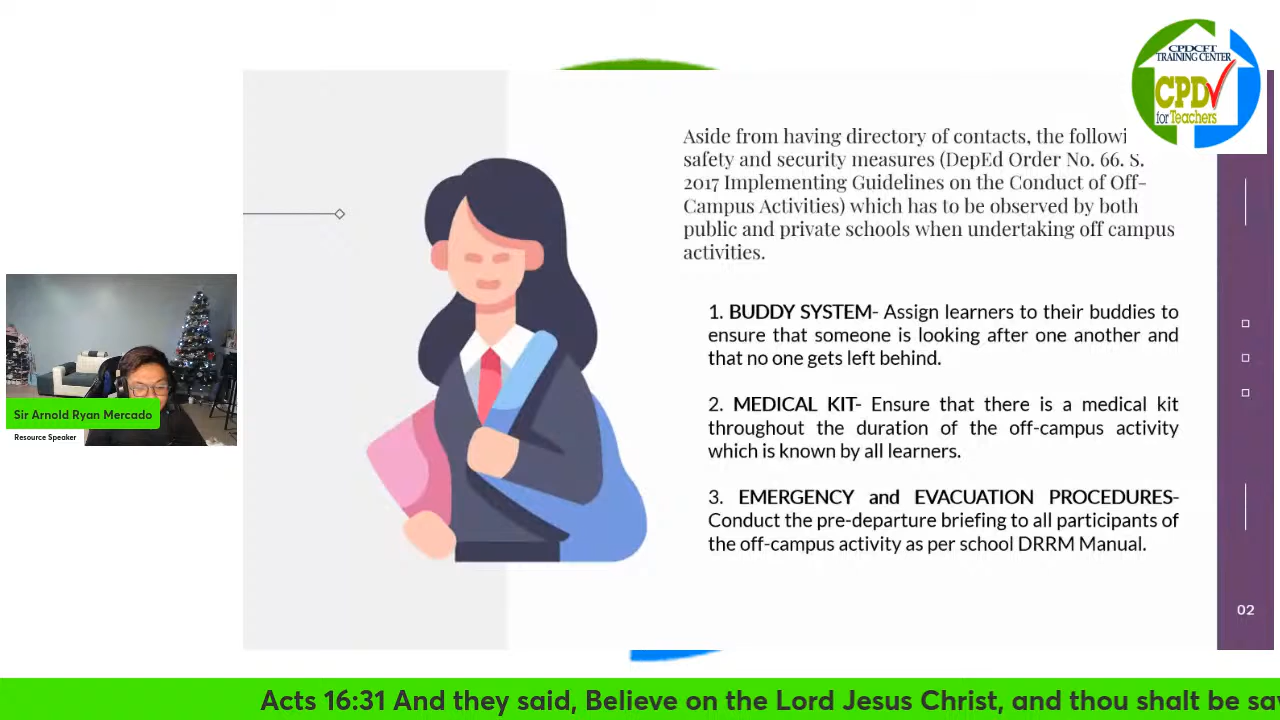 CPDCFT
TRAINING CENTER
CPD
for Teachers
Aside from having directory of contacts, the followi
safety and security measures (DepEd Order No. 66. S.
2017 Implementing Guidelines on the Conduct of Off-
Campus Activities) which has to be observed by both
public and private schools when undertaking off campus
activities.
1. BUDDY SYSTEM- Assign learners to their buddies to
ensure that someone is looking after one another and
that no one gets left behind.
2. MEDICAL KIT- Ensure that there is a medical kit
throughout the duration of the off-campus activity
which is known by all learners.
3. EMERGENCY and EVACUATION PROCEDURES-
Conduct the pre-departure briefing to all participants of
the off-campus activity as per school DRRM Manual.
Sir Arnold Ryan Mercado
Resource Speaker
02
Acts 16:31 And they said, Believe on the Lord Jesus Christ, and thou shalt be sa